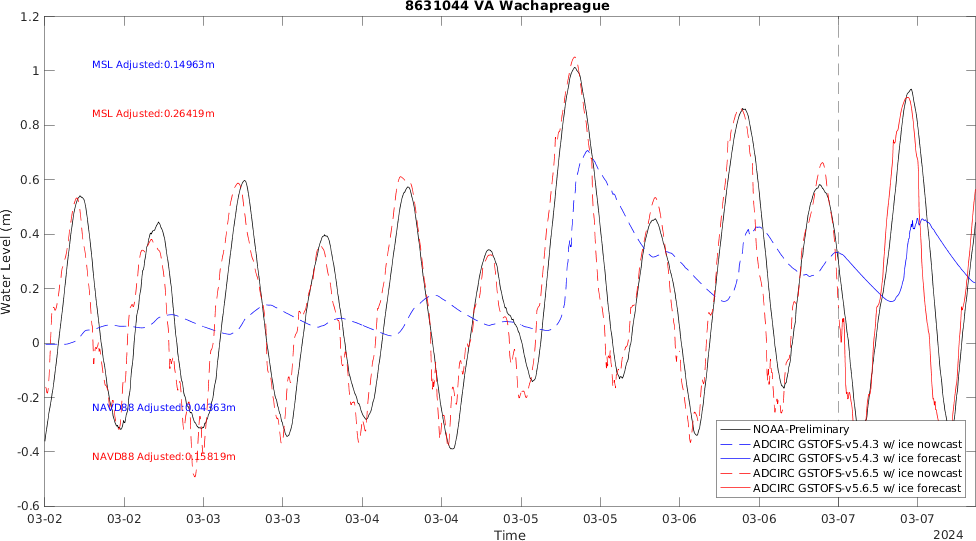 8631044 VA Wachapreague
1.2
1
0.8
0.6
0.4
0.2
0
-0.2
-0.4
-0.6
Water Level (m)
MSL Adjusted:0.14963m
MSL Adjusted:0.26419m
NAVD88 Adjusted:0.04363m
NAVD88 Adjusted:0.15819m
NOAA-Preliminary
ADCIRC GSTOFS-v5.4.3 w/ ice nowcast
ADCIRC GSTOFS-v5.4.3 w/ ice forecast
ADCIRC GSTOFS-v5.6.5 w/ ice nowcast
ADCIRC GSTOFS-v5.6.5 w/ ice forecast
03-02 03-02 03-03 03-03 03-04 03-04 03-05 03-05 03-06 03-06 03-07 03-07
Time
2024